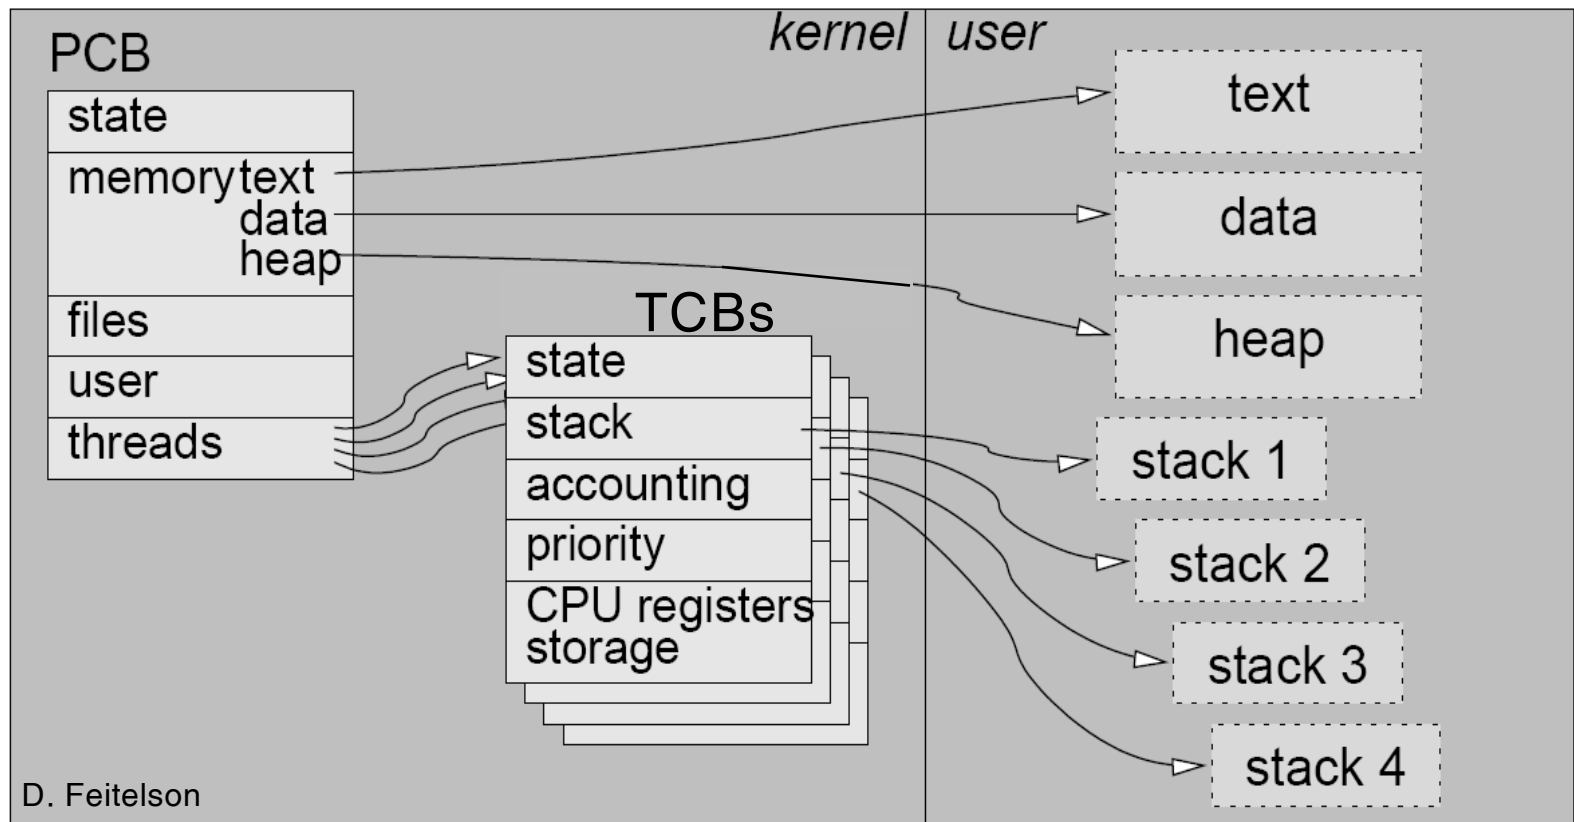 kernel user
PCB
state
memory text
data
heap
files
user
threads
TCBs
state
stack
accounting
priority
CPU registers
storage
text
data
heap
stack 1
stack 2
stack 3
stack 4
D. Feitelson